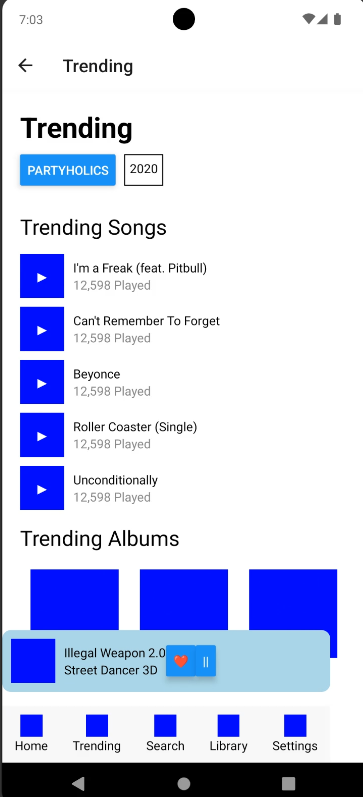 7:03
Trending
Trending
PARTYHOLICS
2020
Trending Songs
I'm a Freak (feat. Pitbull)
12,598 Played
Can't Remember To Forget
12,598 Played
Beyonce
12,598 Played
Roller Coaster (Single)
12,598 Played
Unconditionally
12,598 Played
Trending Albums
Illegal Weapon 2.0
Street Dancer 3D
Home Trending Search Library Settings